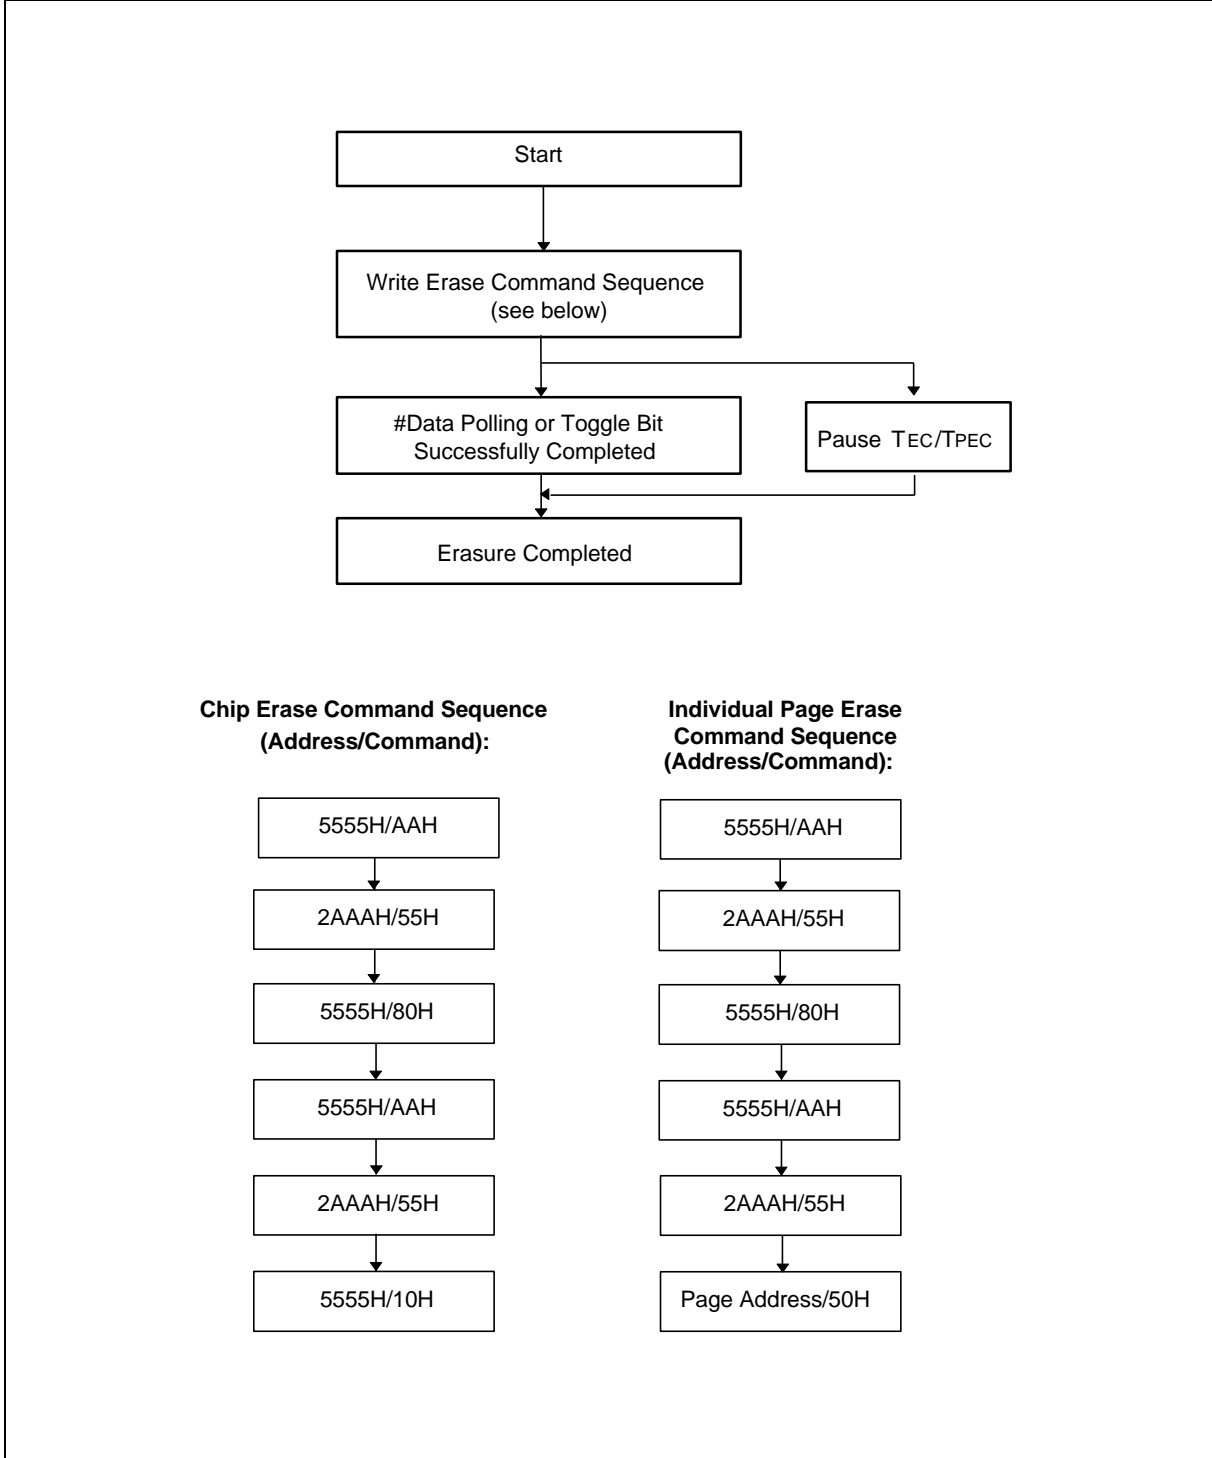 Start
Write Erase Command Sequence
(see below)
#Data Polling or Toggle Bit
Successfully Completed
Pause TEC/TPEC
Erasure Completed
Chip Erase Command Sequence
(Address/Command):
5555H/AAH
2AAAH/55H
5555H/80H
5555H/AAH
2AAAH/55H
5555H/10H
Individual Page Erase
Command Sequence
(Address/Command):
5555H/AAH
2AAAH/55H
5555H/80H
5555H/AAH
2AAAH/55H
Page Address/50H